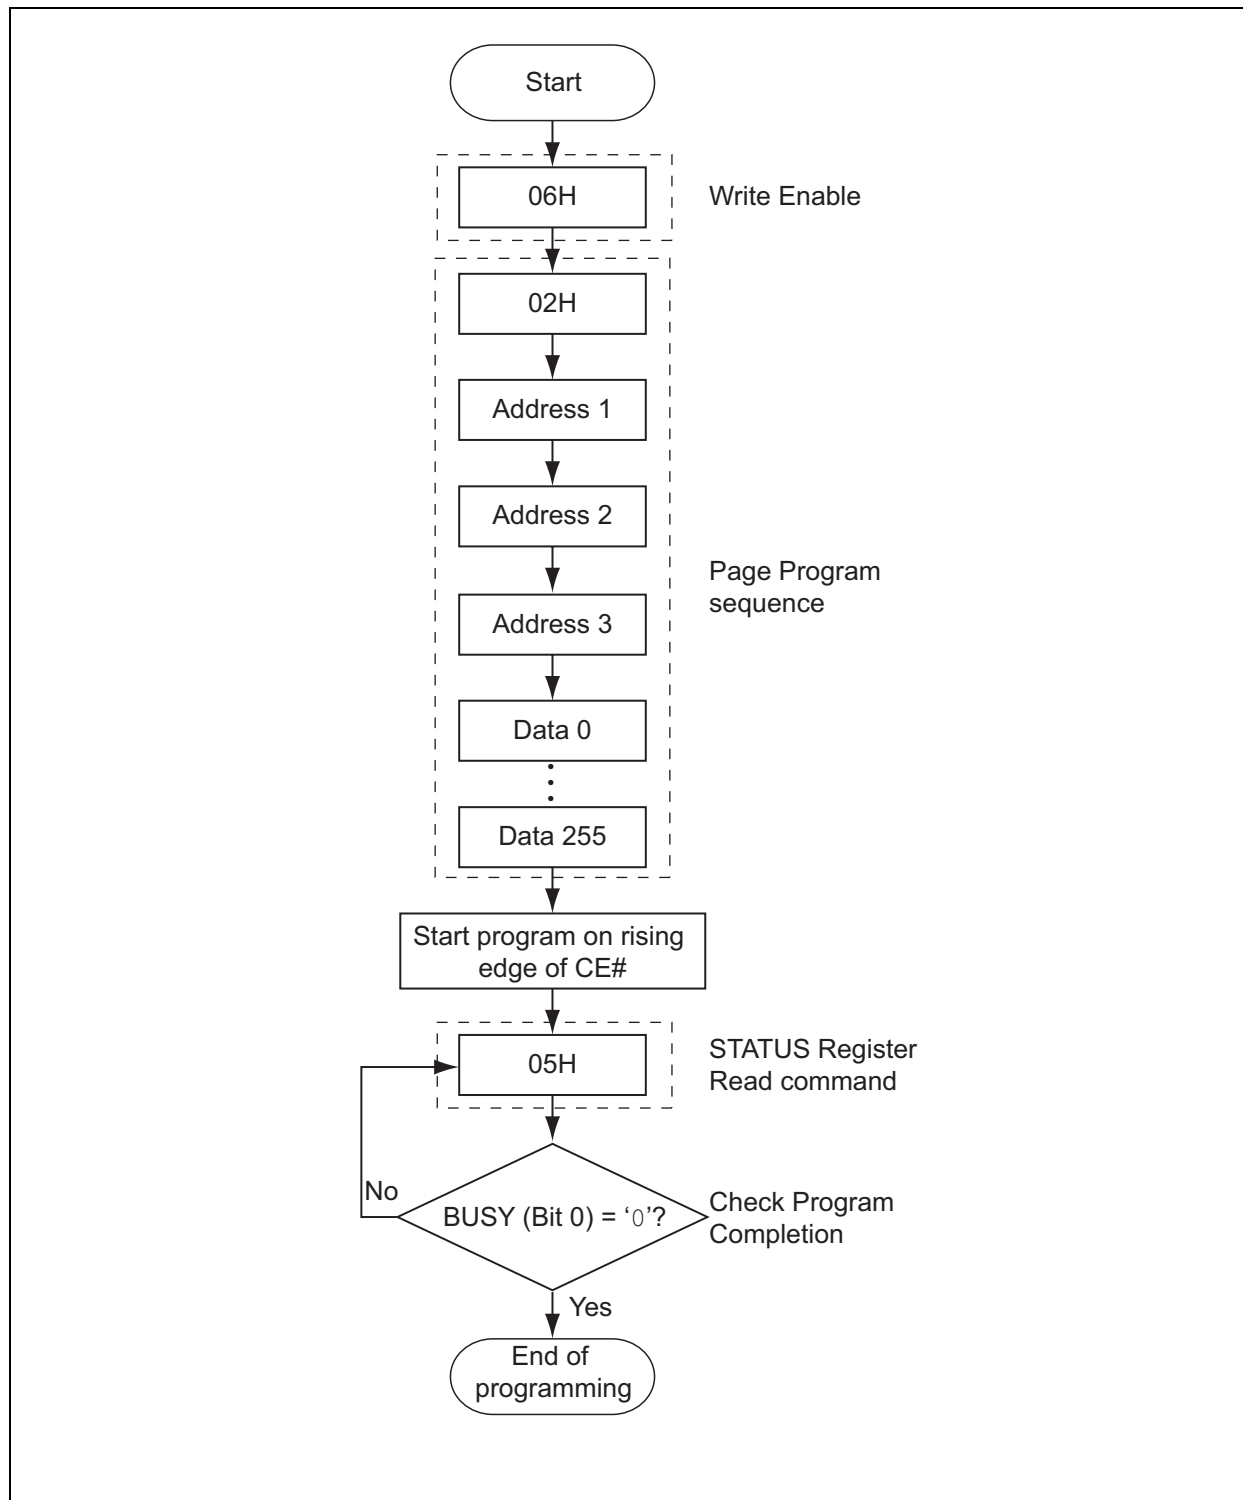 Start
06H
Write Enable
02H
Address 1
Address 2
Address 3
Page Program
sequence
Data 0
Data 255
Start program on rising
edge of CE#
05H
STATUS Register
Read command
No
BUSY (Bit 0) = ‘0’?
Check Program
Completion
Yes
End of
programming